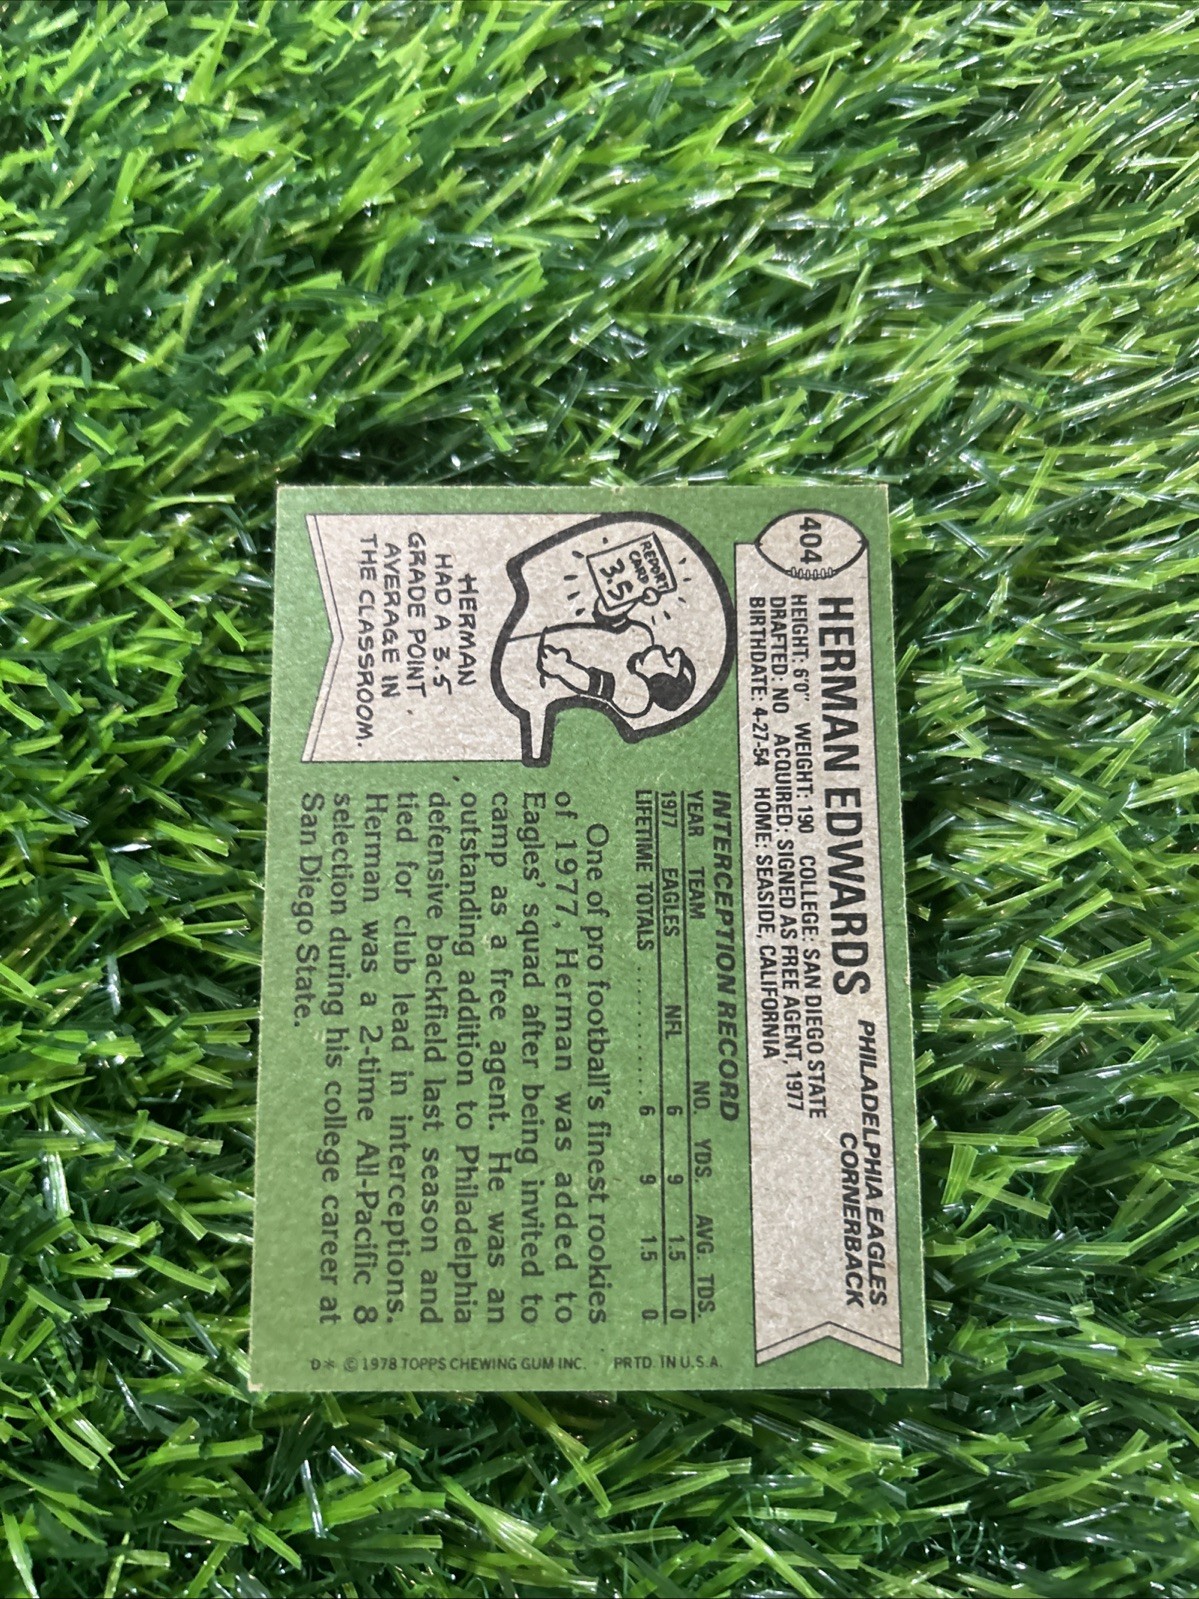 404
HERMAN EDWARDS
PHILADELPHIA EAGLES
CORNERBACK
HEIGHT: 6'0" WEIGHT: 190 COLLEGE: SAN DIEGO STATE
DRAFTED: NO ACQUIRED: SIGNED AS FREE AGENT, 1977
BIRTHDATE: 4-27-54 HOME: SEASIDE, CALIFORNIA
REPORT
CARD
3.5
HERMAN
HAD A 3.5
GRADE POINT
AVERAGE IN
THE CLASSROOM.
INTERCEPTION RECORD
YEAR TEAM NO. YDS. AVG. TDS.
1977 EAGLES NFL 6 9 1.5 0
LIFETIME TOTALS .......... 6 9 1.5 0
One of pro football's finest rookies
of 1977, Herman was added to
Eagles' squad after being invited to
camp as a free agent. He was an
outstanding addition to Philadelphia
defensive backfield last season and
tied for club lead in interceptions.
Herman was a 2-time All-Pacific 8
selection during his college career at
San Diego State.
D* © 1978 TOPPS CHEWING GUM INC. PRTD. IN U.S.A.